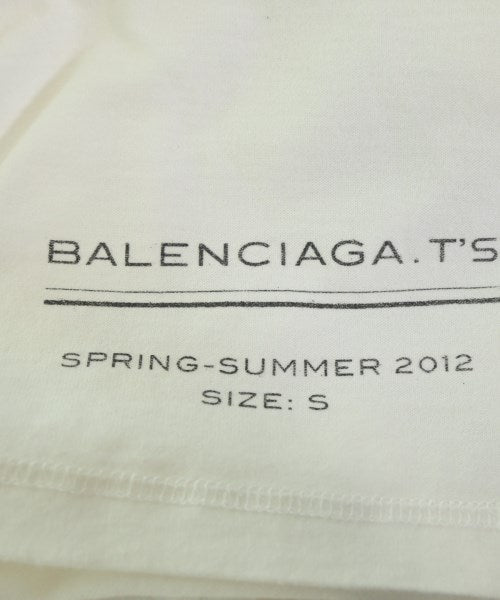 BALENCIAGA.T'S
SPRING-SUMMER 2012
SIZE: S